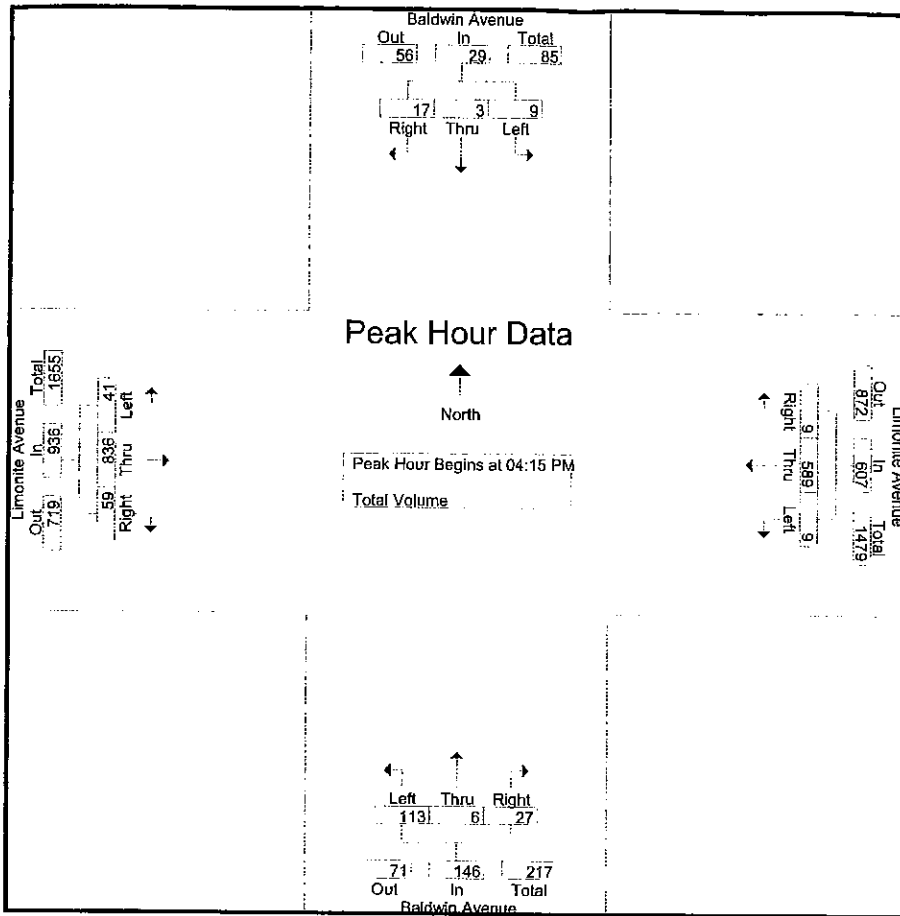 Baldwin Avenue
Out In Total
56 29 85
17 3 9
Right Thru Left
Peak Hour Data
North
Peak Hour Begins at 04:15 PM
Total Volume
Limonite Avenue
Out In Total
719 936 1655
59 836 41
Right Thru Left
Limonite Avenue
Out In Total
872 607 1479
9 589 9
Right Thru Left
Left Thru Right
113 6 27
71 146 217
Out In Total
Baldwin Avenue